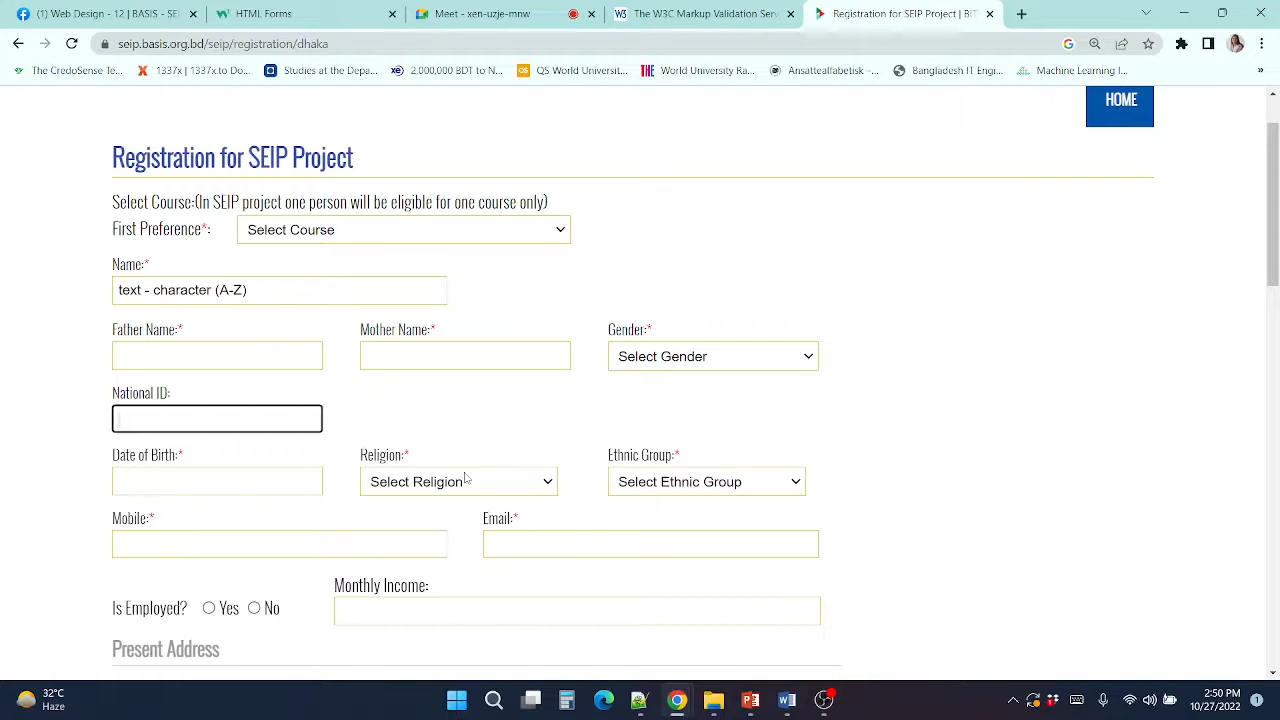 (1) Web Design - | BASIS - SE
HTML Forms
Meet - xen-uzje-mnw
The W3C Markup Validation Serv
Registration for SEIP Project | BIT
seip.basis.org.bd/seip/registration/dhaka
The CredoSense Te...
1337x | 1337x.to Do...
Studies at the Depa...
2,000,000 BDT to N...
QS World Universit...
World University Ra...
Ansattealfabetisk -...
Bangladesh IT Engi...
Machine Learning I...
»
HOME
Registration for SEIP Project
Select Course:(In SEIP project one person will be eligible for one course only)
First Preference*: Select Course
Name:*
text - character (A-Z)
Father Name:* Mother Name:* Gender:*
Select Gender
National ID:
Date of Birth:* Religion:* Ethnic Group:*
Select Religion Select Ethnic Group
Mobile:* Email:*
Monthly Income:
Is Employed? Yes No
Present Address
32°C
Haze
2:50 PM
10/27/2022